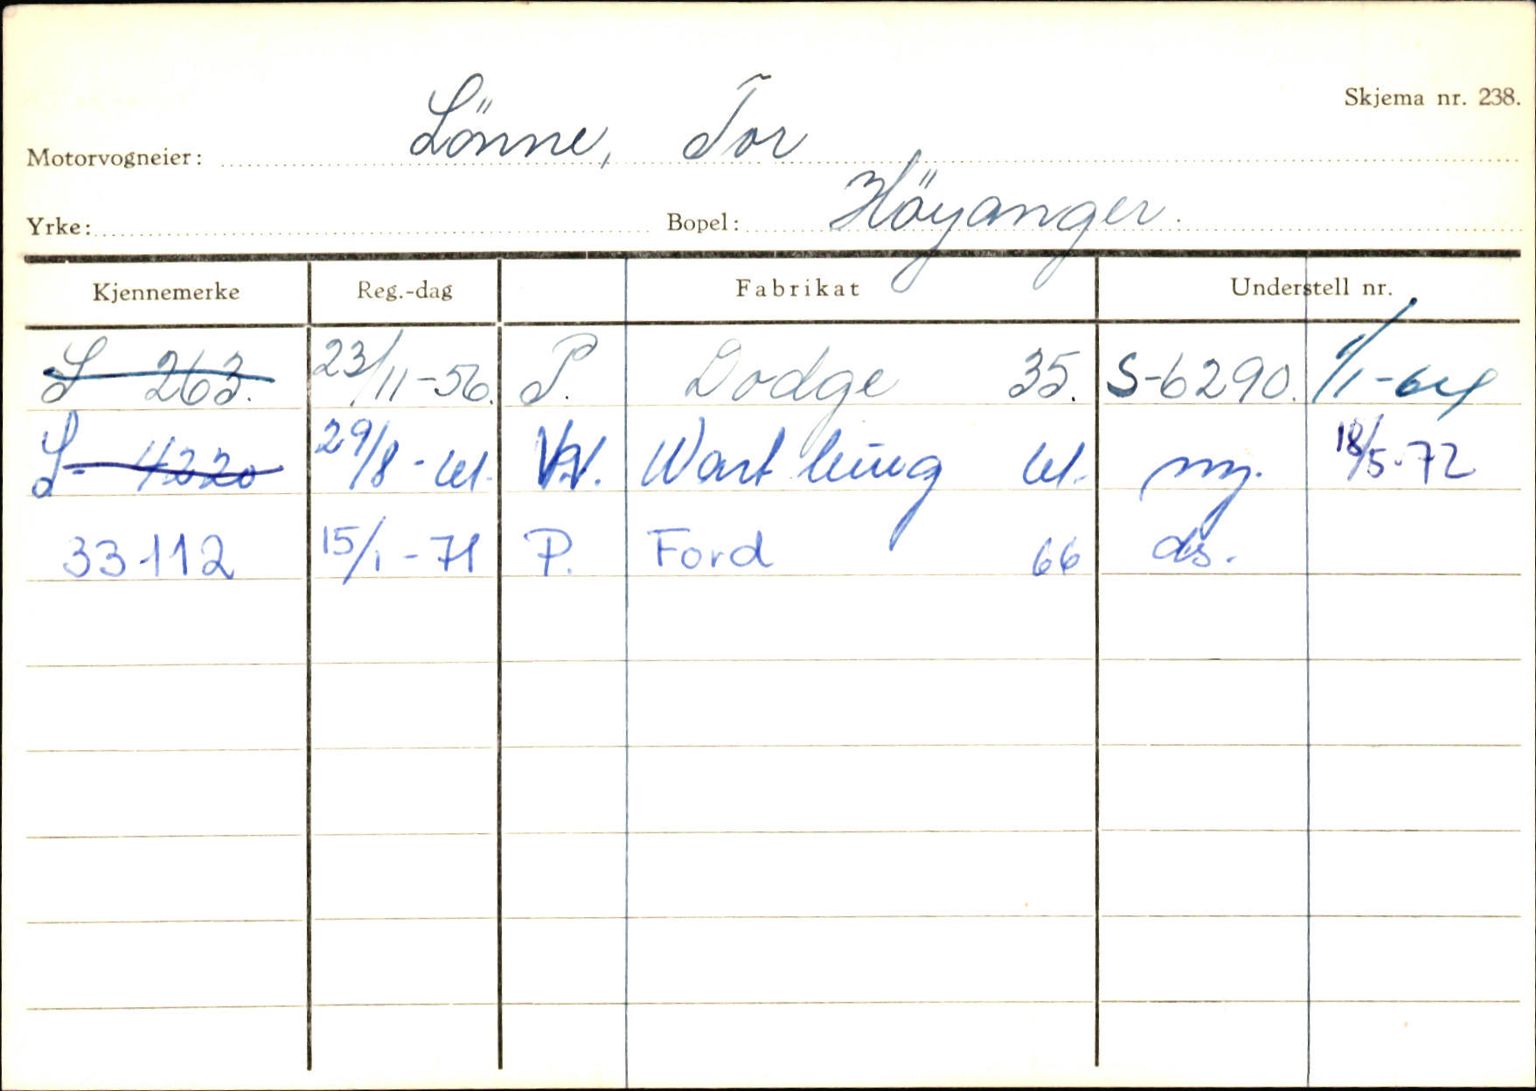 Skjema nr. 238.
Motorvogneier: Lönne, Tor
Yrke: Bopel: Höyanger.
Kjennemerke Reg.-dag Fabrikat Understell nr.
S 263. 23/11-56. P. Dodge 35. S-6290. 1/1-64
S- 4220 29/8-61. V. Wartburg 61. ny. 18/5-72
33-112 15/1-71 P. Ford 66 ds.